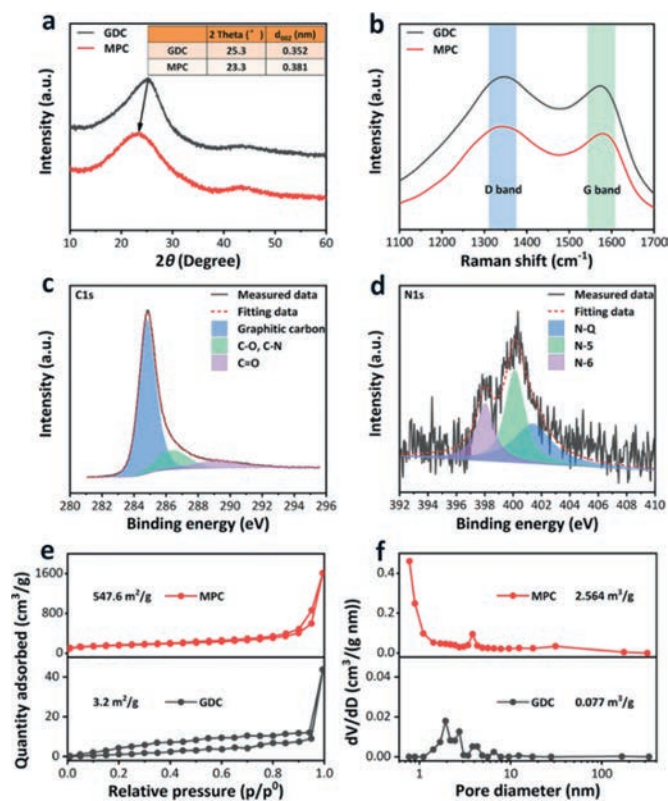 a
GDC
MPC
2 Theta (°) d002 (nm)
GDC 25.3 0.352
MPC 23.3 0.381
Intensity (a.u.)
10 20 30 40 50 60
2θ (Degree)
b
GDC
MPC
Intensity (a.u.)
D band
G band
1100 1200 1300 1400 1500 1600 1700
Raman shift (cm-1)
c
C1s
Measured data
Fitting data
Graphitic carbon
C-O, C-N
C=O
Intensity (a.u.)
280 282 284 286 288 290 292 294 296
Binding energy (eV)
d
N1s
Measured data
Fitting data
N-Q
N-5
N-6
Intensity (a.u.)
392 394 396 398 400 402 404 406 408 410
Binding energy (eV)
e
1600
800
0
547.6 m2/g
MPC
40
20
0
3.2 m2/g
GDC
Quantity adsorbed (cm3/g)
0.0 0.2 0.4 0.6 0.8 1.0
Relative pressure (p/p0)
f
0.4
0.2
0.0
MPC 2.564 m3/g
0.04
0.02
0.00
GDC 0.077 m3/g
dV/dD (cm3/(g nm))
1 10 100
Pore diameter (nm)